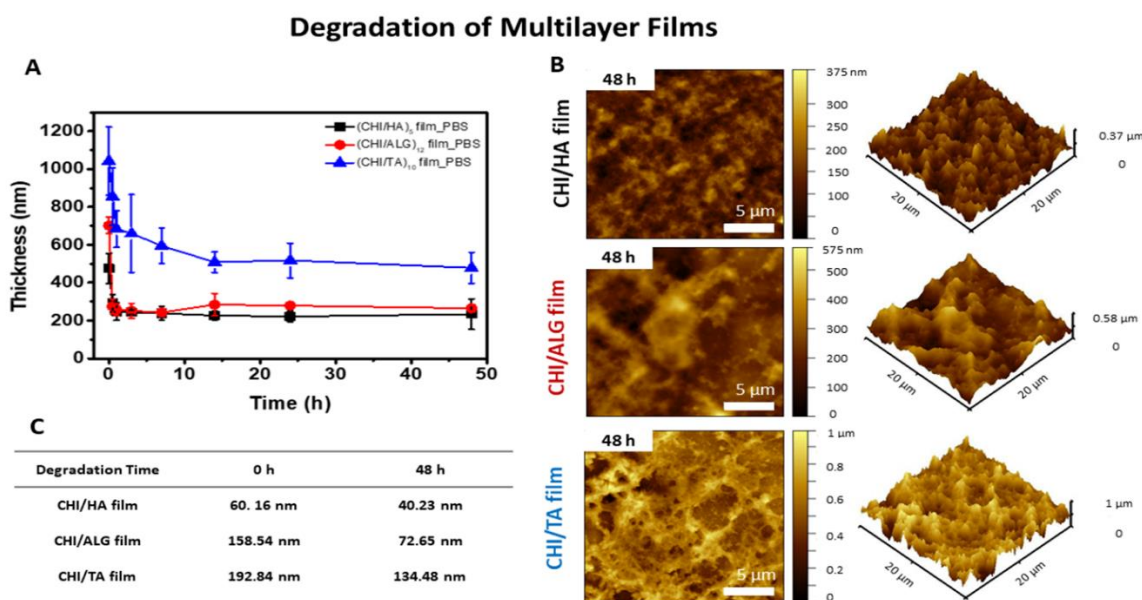 Degradation of Multilayer Films
A
Thickness (nm)
1200
1000
800
600
400
200
0
0 10 20 30 40 50
Time (h)
(CHI/HA)5 film_PBS
(CHI/ALG)12 film_PBS
(CHI/TA)10 film_PBS
B
CHI/HA film
48 h
5 µm
375 nm
300
250
200
150
100
0
0.37 µm
0
20 µm
20 µm
CHI/ALG film
48 h
5 µm
575 nm
500
400
300
200
100
0
0.58 µm
0
20 µm
20 µm
CHI/TA film
48 h
5 µm
1 µm
0.8
0.6
0.4
0.2
0
1 µm
0
20 µm
20 µm
C
Degradation Time 0 h 48 h
CHI/HA film 60. 16 nm 40.23 nm
CHI/ALG film 158.54 nm 72.65 nm
CHI/TA film 192.84 nm 134.48 nm